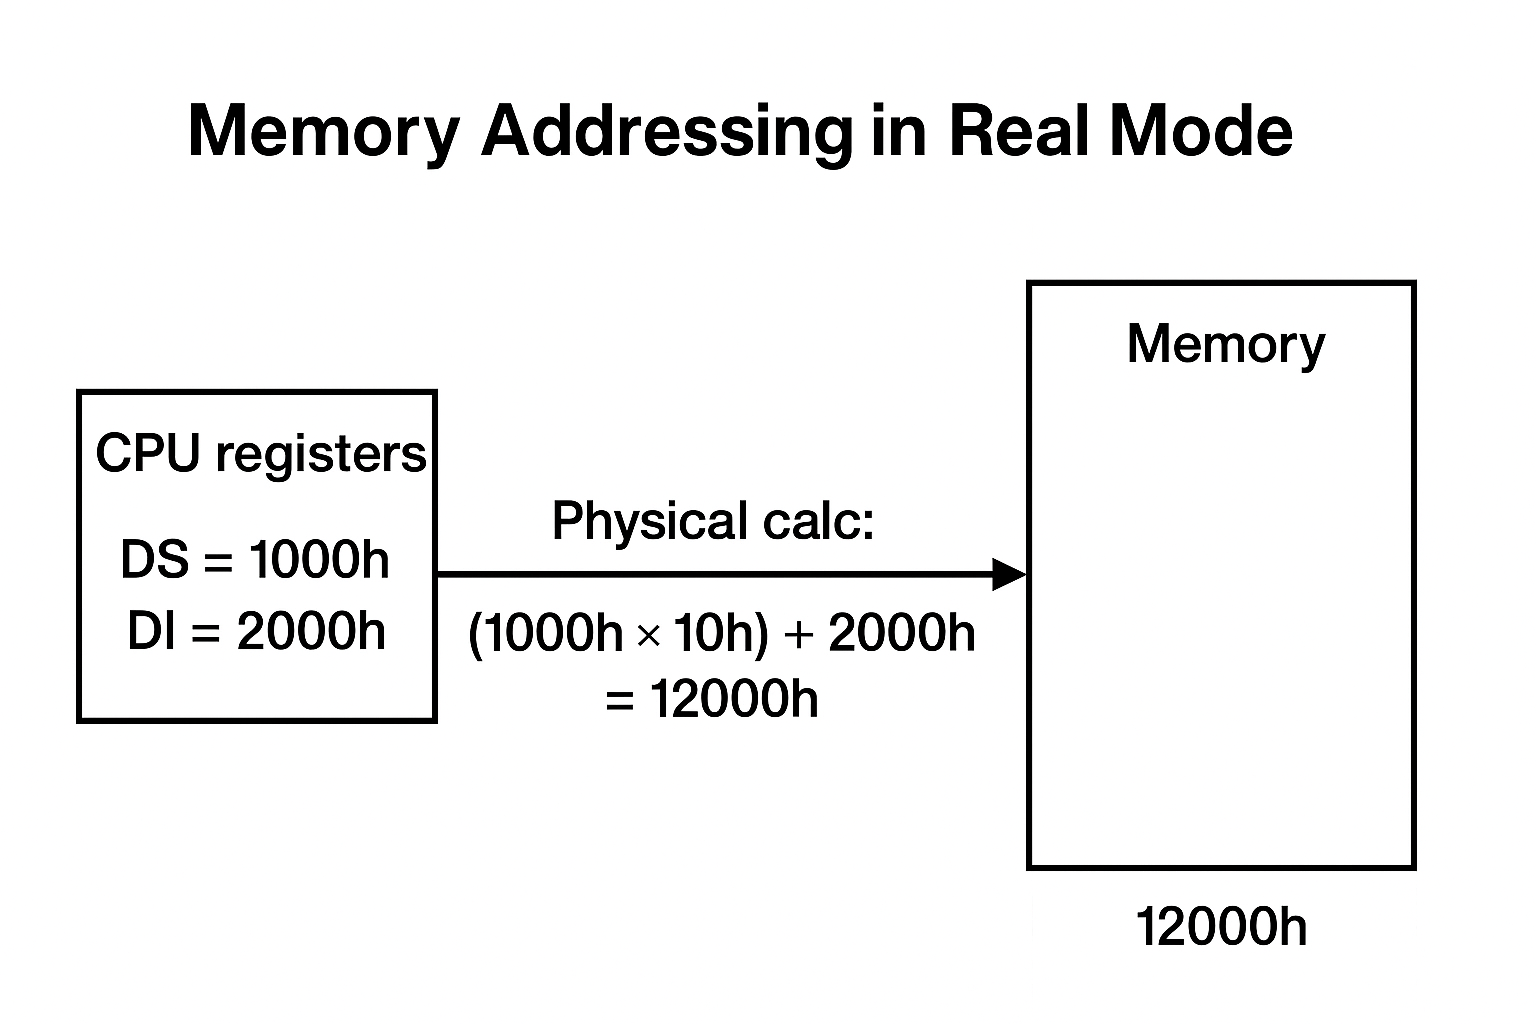 Memory Addressing in Real Mode
CPU registers
DS = 1000h
DI = 2000h
Physical calc:
(1000h × 10h) + 2000h
= 12000h
Memory
12000h